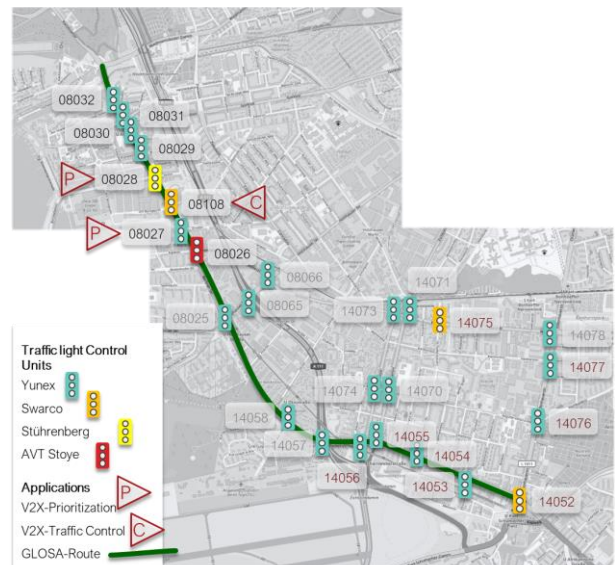 08032
08031
08030
08029
P
08028
08108
C
P
08027
08026
08066
08065
08025
14071
14073
14075
14078
14077
14074
14070
14076
14058
14057
14055
14054
14056
14053
14052
Traffic light Control
Units
Yunex
Swarco
Stührenberg
AVT Stoye
Applications
V2X-Prioritization P
V2X-Traffic Control C
GLOSA-Route